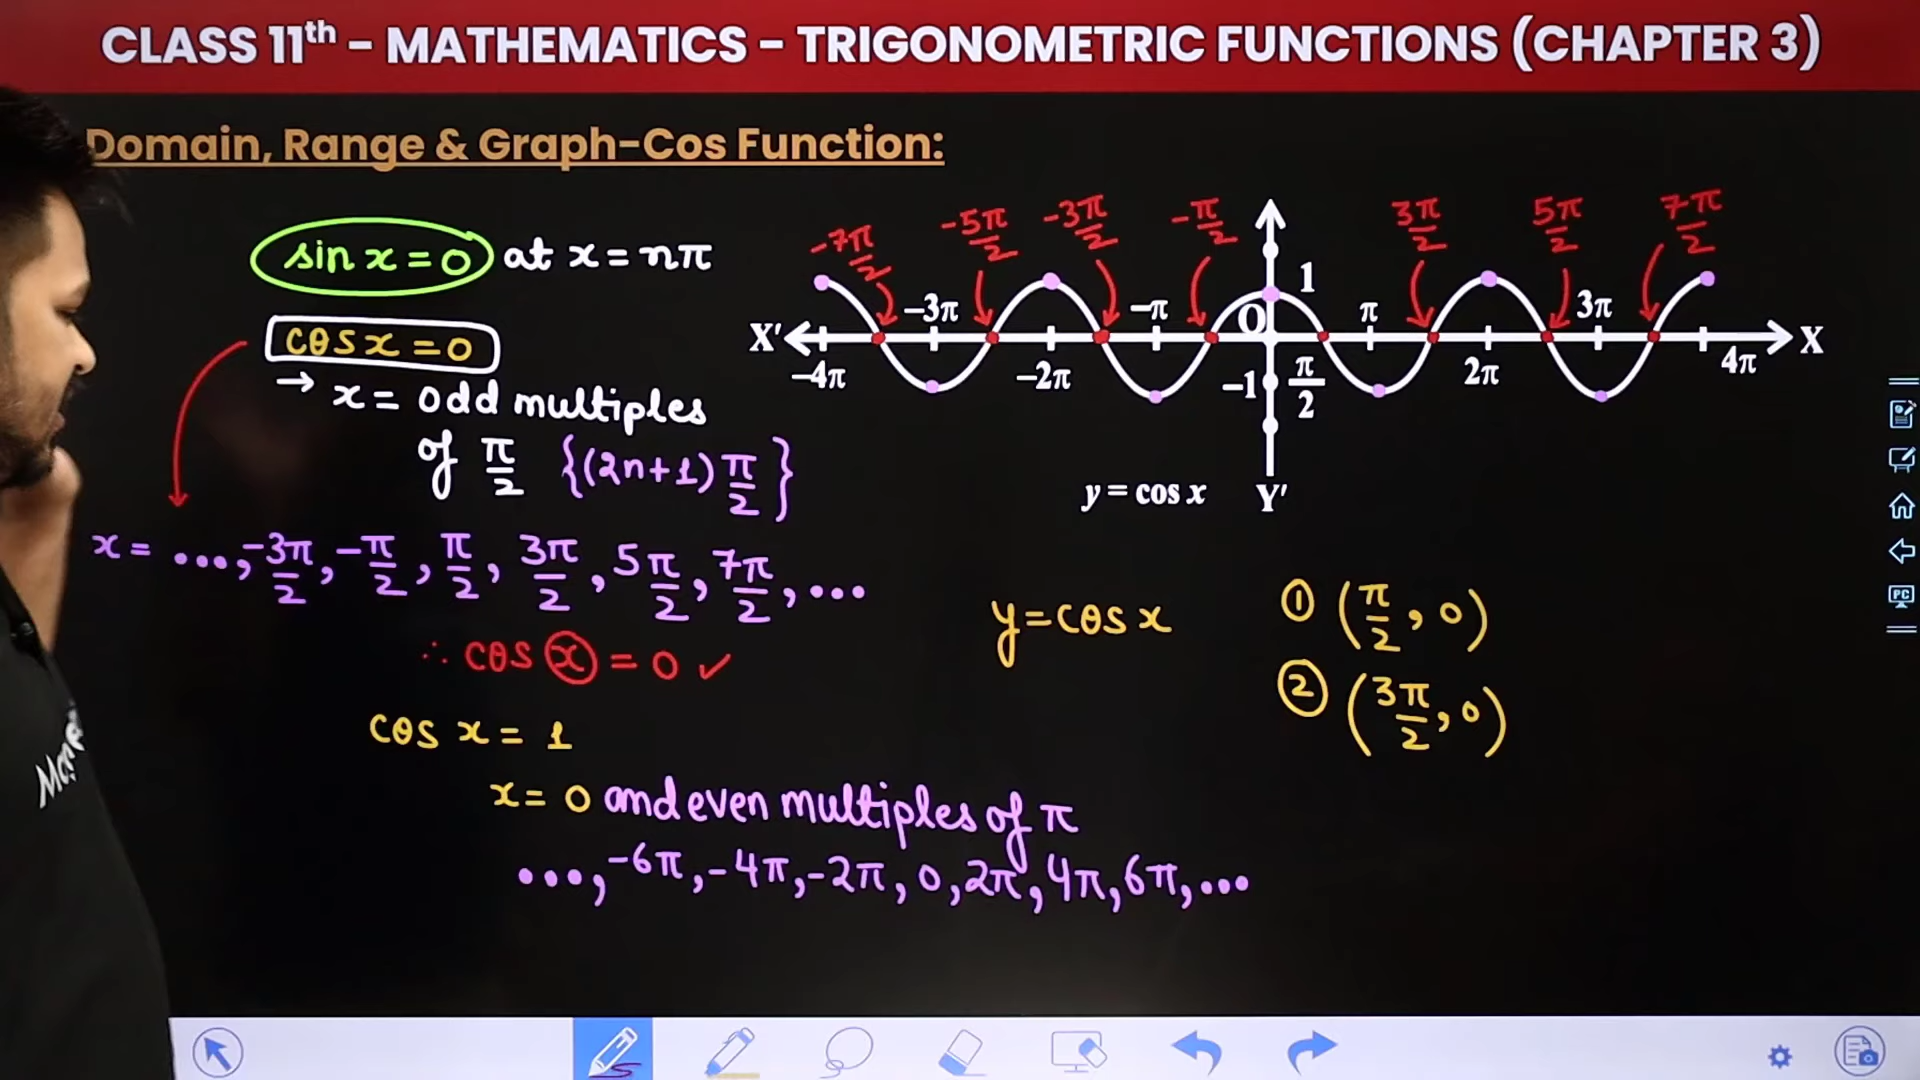 CLASS 11th - MATHEMATICS - TRIGONOMETRIC FUNCTIONS (CHAPTER 3)
Domain, Range & Graph-Cos Function:
sin x = 0 at x = nπ
cos x = 0
→ x = odd multiples
of π/2 {(2n+1)π/2}
x = ..., -3π/2, -π/2, π/2, 3π/2, 5π/2, 7π/2, ...
∴ cos x = 0 ✓
cos x = 1
x = 0 and even multiples of π
..., -6π, -4π, -2π, 0, 2π, 4π, 6π, ...
-7π/2 -5π/2 -3π/2 -π/2 3π/2 5π/2 7π/2
-3π -π O 1 π 3π
X' X
-4π -2π -1 π/2 2π 4π
y = cos x Y'
y = cos x
① (π/2, 0)
② (3π/2, 0)
PC